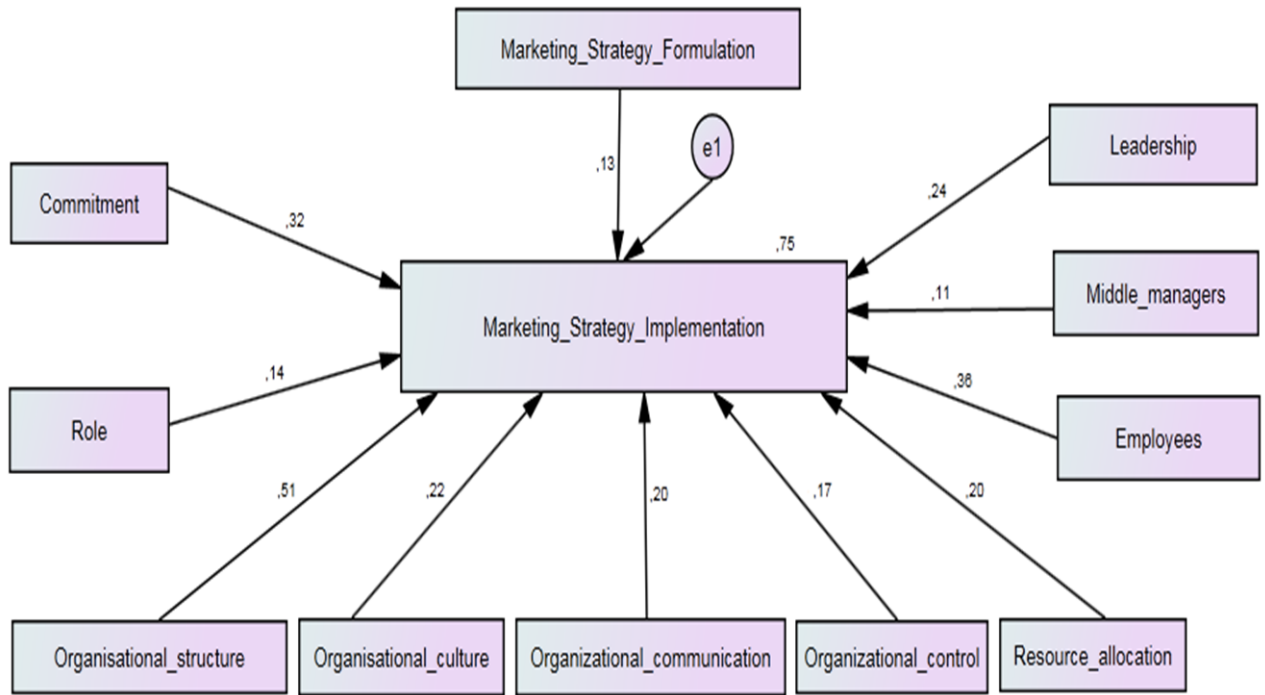 Marketing_Strategy_Formulation
e1
Leadership
,13
Commitment
,24
,32
,75
Middle_managers
,11
Marketing_Strategy_Implementation
,14
,36
Role
Employees
,51
,22
,20
,17
,20
Organisational_structure
Organisational_culture
Organizational_communication
Organizational_control
Resource_allocation